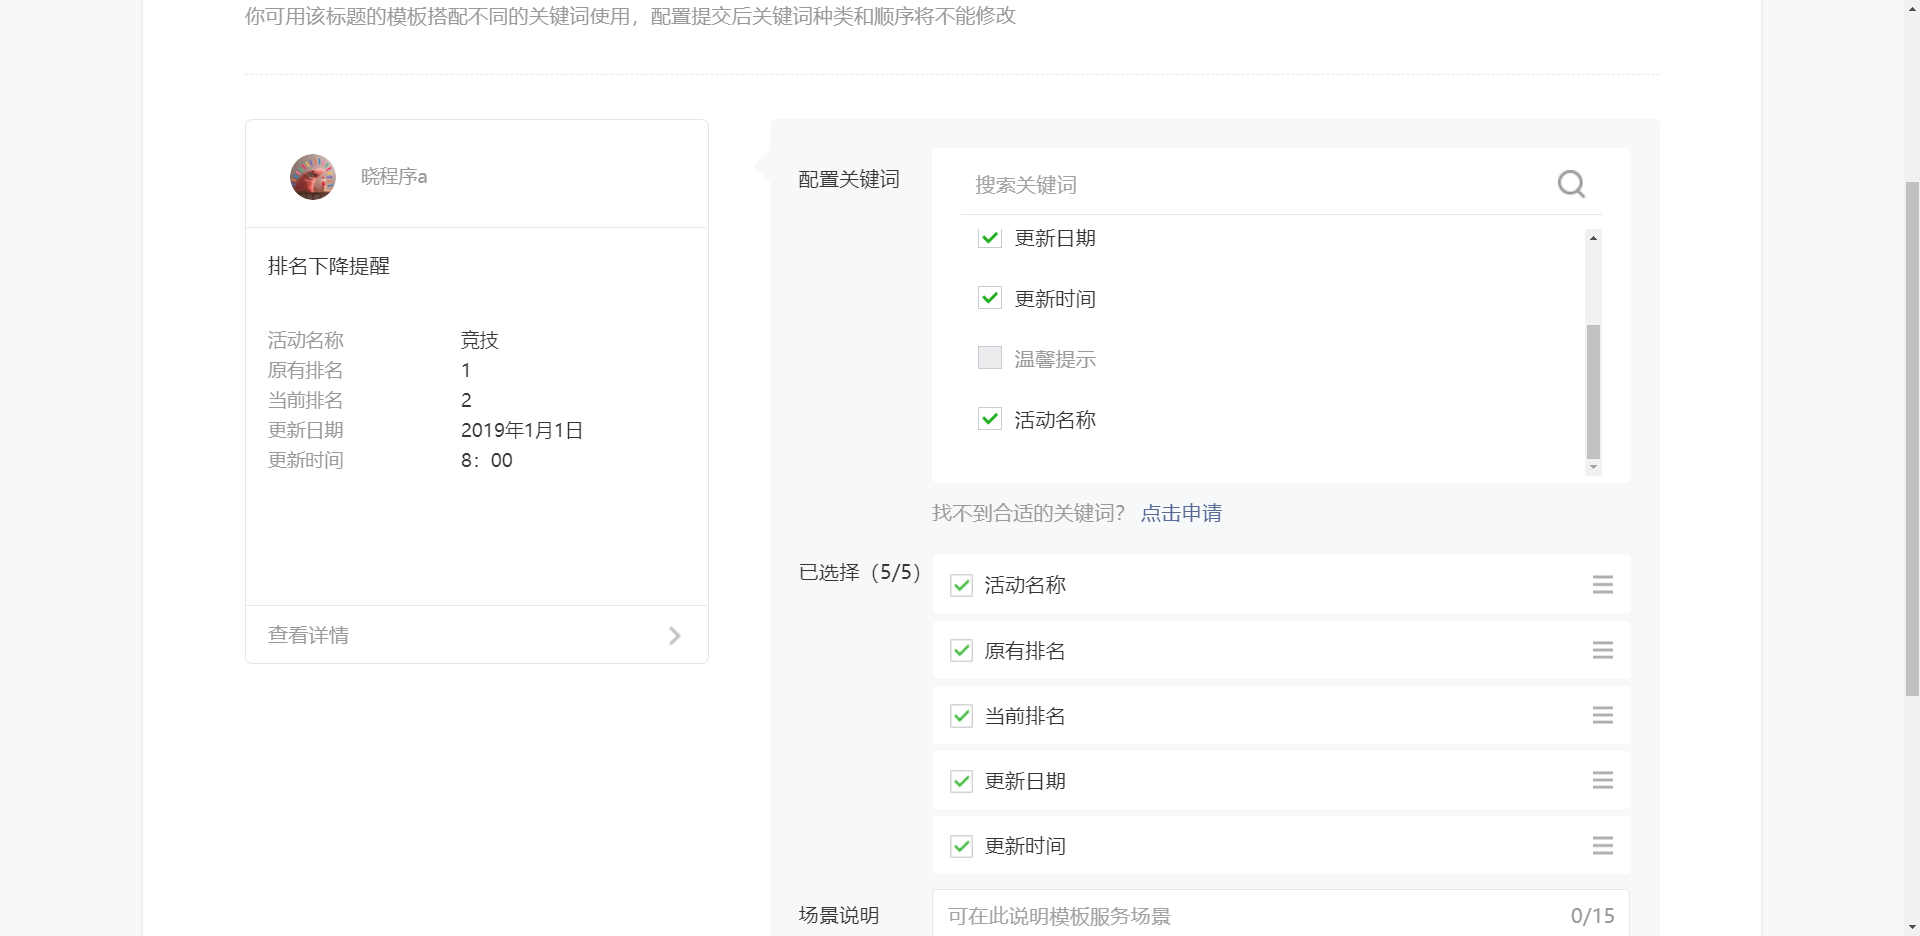 你可用该标题的模板搭配不同的关键词使用，配置提交后关键词种类和顺序将不能修改
晓程序a
排名下降提醒
活动名称 竞技
原有排名 1
当前排名 2
更新日期 2019年1月1日
更新时间 8：00
查看详情
配置关键词
搜索关键词
更新日期
更新时间
温馨提示
活动名称
找不到合适的关键词？ 点击申请
已选择（5/5）
活动名称
原有排名
当前排名
更新日期
更新时间
场景说明
可在此说明模板服务场景 0/15